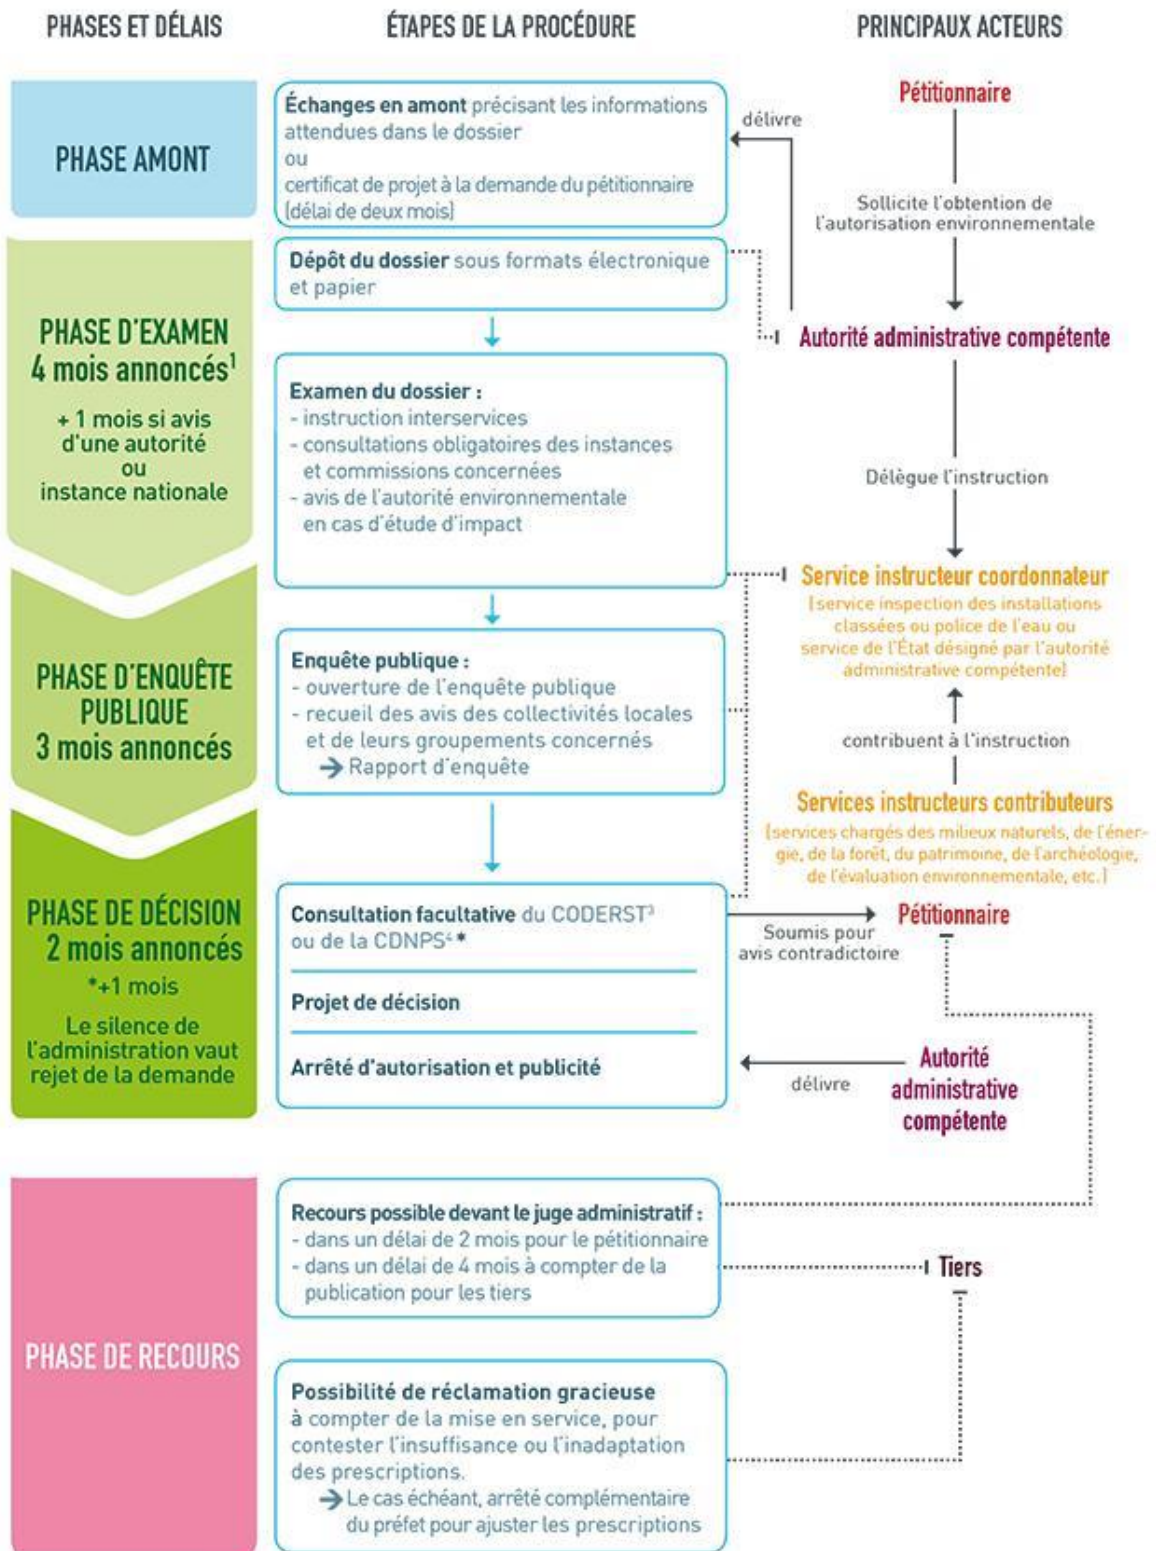 PHASES ET DÉLAIS
ÉTAPES DE LA PROCÉDURE
PRINCIPAUX ACTEURS
PHASE AMONT
Échanges en amont précisant les informations
attendues dans le dossier
ou
certificat de projet à la demande du pétitionnaire
(délai de deux mois)
délivre
Pétitionnaire
Sollicite l'obtention de
l'autorisation environnementale
PHASE D'EXAMEN
4 mois annoncés¹
+ 1 mois si avis
d'une autorité
ou
instance nationale
Dépôt du dossier sous formats électronique
et papier
Autorité administrative compétente
Examen du dossier :
- instruction interservices
- consultations obligatoires des instances
et commissions concernées
- avis de l'autorité environnementale
en cas d'étude d'impact
Délègue l'instruction
Service instructeur coordonnateur
(service inspection des installations
classées ou police de l'eau ou
service de l'État désigné par l'autorité
administrative compétente)
PHASE D'ENQUÊTE
PUBLIQUE
3 mois annoncés
Enquête publique :
- ouverture de l'enquête publique
- recueil des avis des collectivités locales
et de leurs groupements concernés
→ Rapport d'enquête
contribuent à l'instruction
Services instructeurs contributeurs
(services chargés des milieux naturels, de l'éner-
gie, de la forêt, du patrimoine, de l'archéologie,
de l'évaluation environnementale, etc.)
PHASE DE DÉCISION
2 mois annoncés
*+1 mois
Le silence de
l'administration vaut
rejet de la demande
Consultation facultative du CODERST³
ou de la CDNPS⁴ *
Projet de décision
Arrêté d'autorisation et publicité
Soumis pour
avis contradictoire
Pétitionnaire
délivre
Autorité
administrative
compétente
PHASE DE RECOURS
Recours possible devant le juge administratif :
- dans un délai de 2 mois pour le pétitionnaire
- dans un délai de 4 mois à compter de la
publication pour les tiers
Tiers
Possibilité de réclamation gracieuse
à compter de la mise en service, pour
contester l'insuffisance ou l'inadaptation
des prescriptions.
→ Le cas échéant, arrêté complémentaire
du préfet pour ajuster les prescriptions